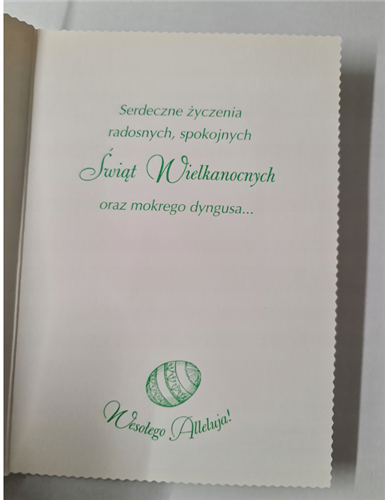 Serdeczne życzenia
radosnych, spokojnych
Świąt Wielkanocnych
oraz mokrego dyngusa...
Wesołego Alleluja!